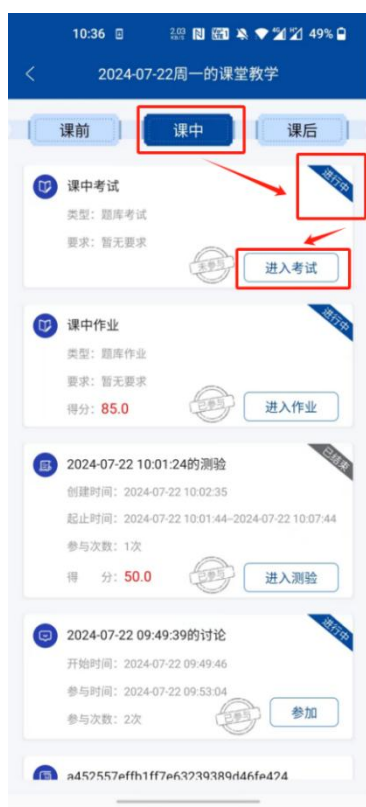 10:36 2.03 KB/S 49%
2024-07-22周一的课堂教学
课前 课中 课后
课中考试 进行中
类型：题库考试
要求：暂无要求
未参与 进入考试
课中作业 进行中
类型：题库作业
要求：暂无要求
得分：85.0 已参与 进入作业
2024-07-22 10:01:24的测验 已结束
创建时间：2024-07-22 10:02:35
起止时间：2024-07-22 10:01:44--2024-07-22 10:07:44
参与次数：1次
得 分：50.0 已参与 进入测验
2024-07-22 09:49:39的讨论 进行中
开始时间：2024-07-22 09:49:46
参与时间：2024-07-22 09:53:04
参与次数：2次 已参与 参加
a452557effb1ff7e63239389d46fe424